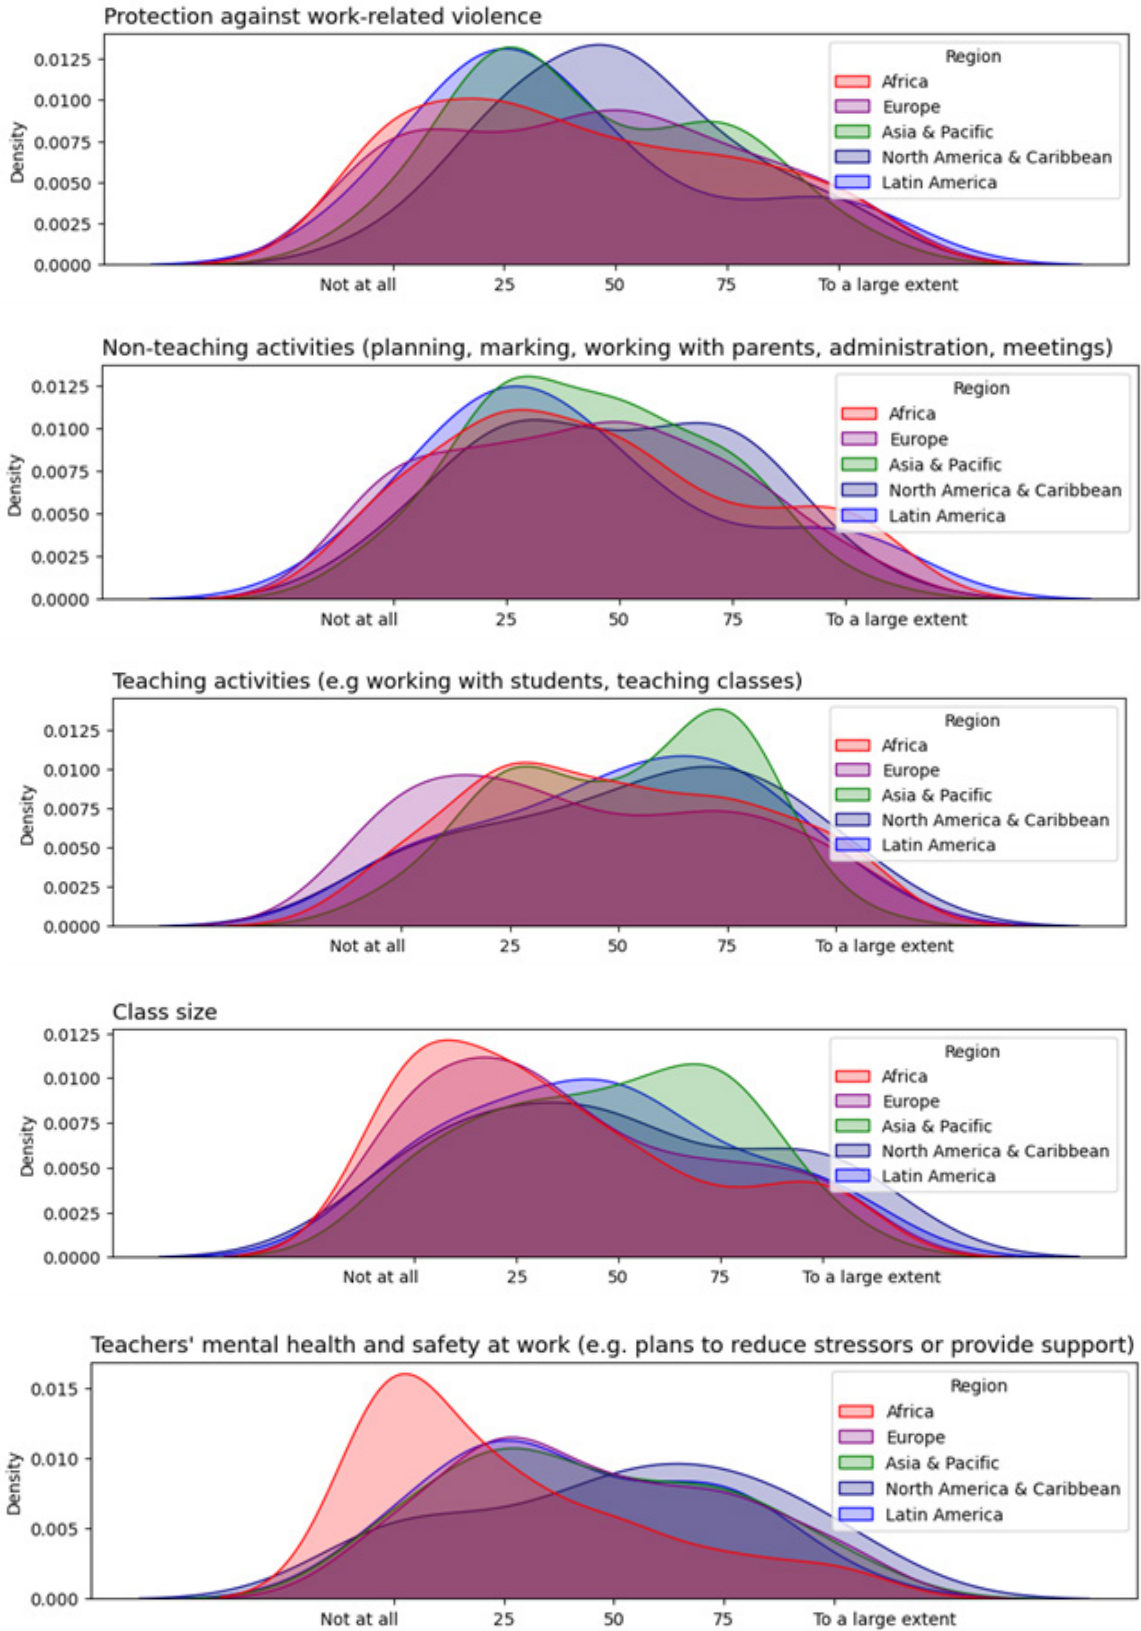 Protection against work-related violence
0.0125
0.0100
0.0075
0.0050
0.0025
0.0000
Density
Region
Africa
Europe
Asia & Pacific
North America & Caribbean
Latin America
Not at all 25 50 75 To a large extent
Non-teaching activities (planning, marking, working with parents, administration, meetings)
0.0125
0.0100
0.0075
0.0050
0.0025
0.0000
Density
Region
Africa
Europe
Asia & Pacific
North America & Caribbean
Latin America
Not at all 25 50 75 To a large extent
Teaching activities (e.g working with students, teaching classes)
0.0125
0.0100
0.0075
0.0050
0.0025
0.0000
Density
Region
Africa
Europe
Asia & Pacific
North America & Caribbean
Latin America
Not at all 25 50 75 To a large extent
Class size
0.0125
0.0100
0.0075
0.0050
0.0025
0.0000
Density
Region
Africa
Europe
Asia & Pacific
North America & Caribbean
Latin America
Not at all 25 50 75 To a large extent
Teachers' mental health and safety at work (e.g. plans to reduce stressors or provide support)
0.015
0.010
0.005
0.000
Density
Region
Africa
Europe
Asia & Pacific
North America & Caribbean
Latin America
Not at all 25 50 75 To a large extent